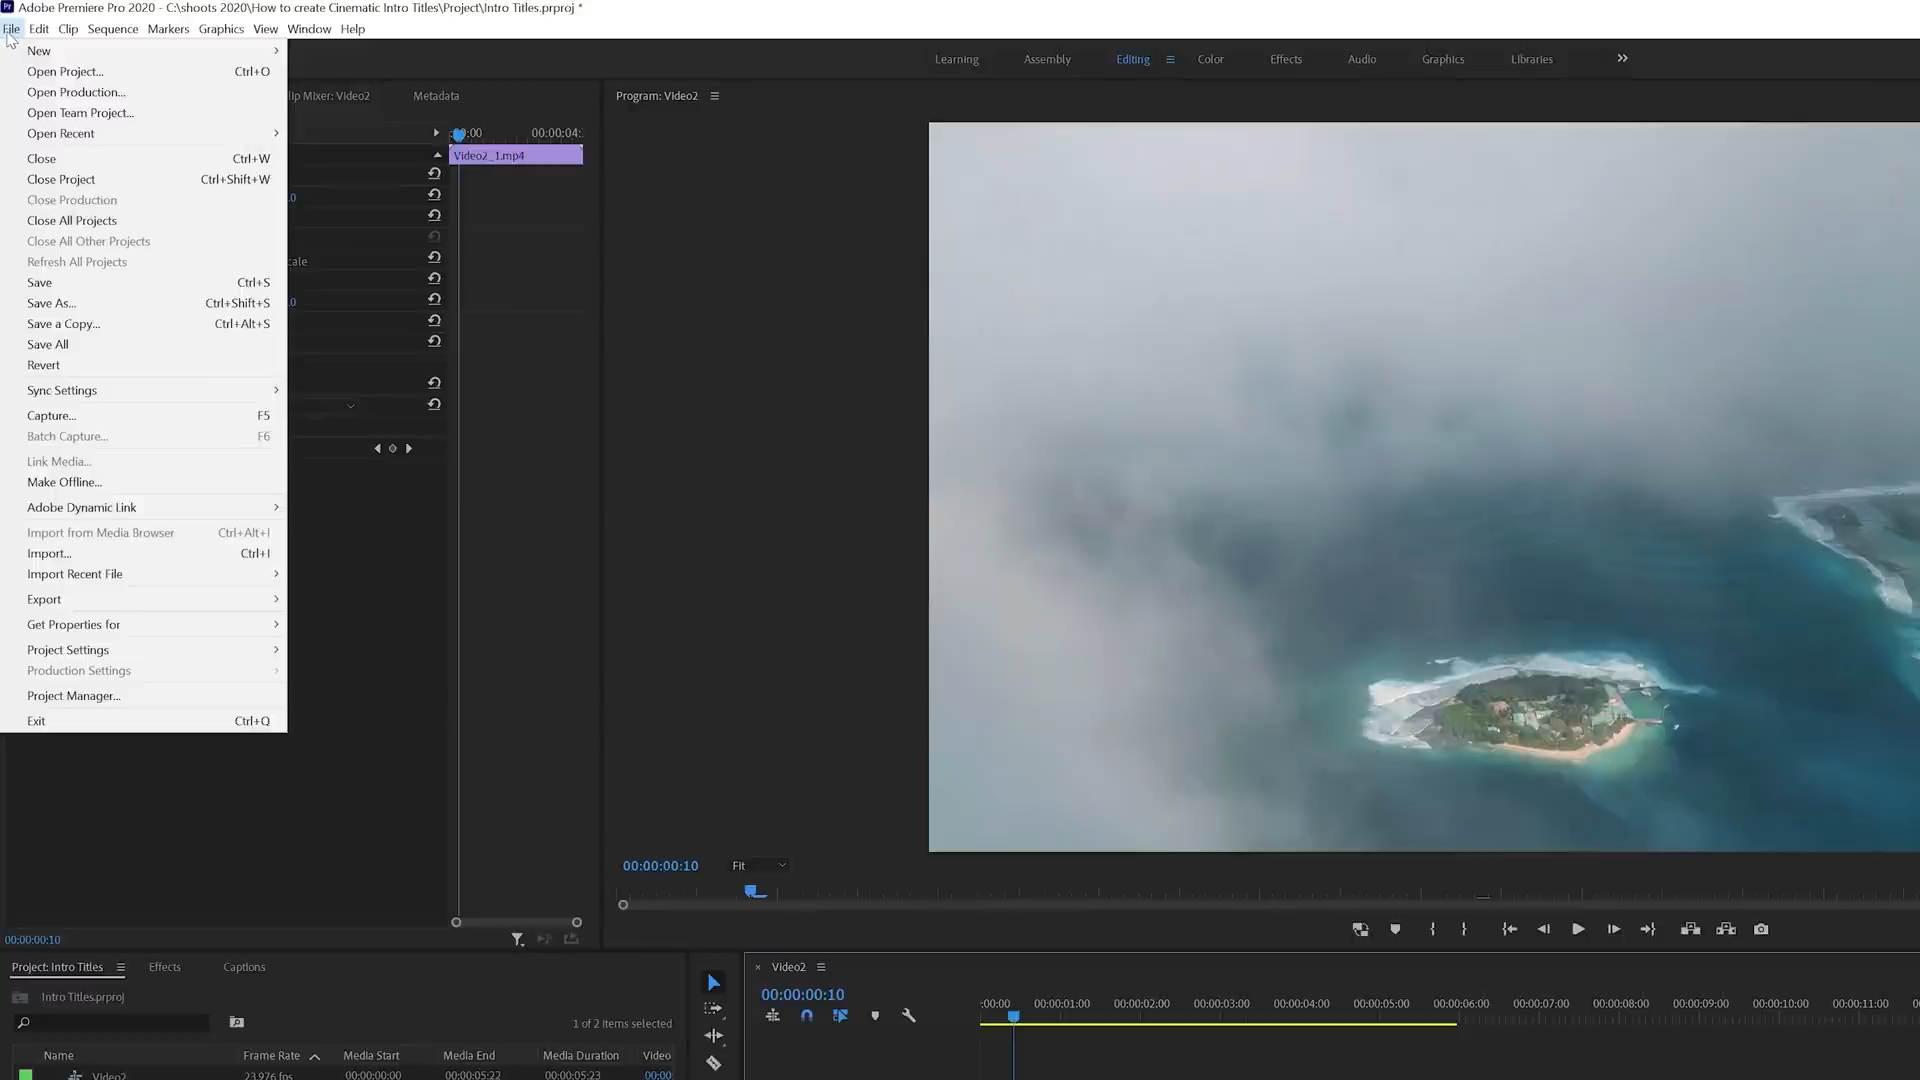 Adobe Premiere Pro 2020 - C:\shoots 2020\How to create Cinematic Intro Titles\Project\Intro Titles.prproj *
File Edit Clip Sequence Markers Graphics View Window Help
New
Open Project... Ctrl+O
Open Production...
Open Team Project...
Open Recent
Close Ctrl+W
Close Project Ctrl+Shift+W
Close Production
Close All Projects
Close All Other Projects
Refresh All Projects
Save Ctrl+S
Save As... Ctrl+Shift+S
Save a Copy... Ctrl+Alt+S
Save All
Revert
Sync Settings
Capture... F5
Batch Capture... F6
Link Media...
Make Offline...
Adobe Dynamic Link
Import from Media Browser Ctrl+Alt+I
Import... Ctrl+I
Import Recent File
Export
Get Properties for
Project Settings
Production Settings
Project Manager...
Exit Ctrl+Q
Learning Assembly Editing Color Effects Audio Graphics Libraries
lip Mixer: Video2 Metadata
:00 00:00:04:
Video2_1.mp4
.0
cale
.0
00:00:00:10
Program: Video2
00:00:00:10 Fit
Project: Intro Titles Effects Captions
Intro Titles.prproj
1 of 2 Items selected
Name Frame Rate Media Start Media End Media Duration Video
Video2 23.976 fps 00:00:00:00 00:00:05:22 00:00:05:23 00:00
Video2
00:00:00:10
:00:00 00:00:01:00 00:00:02:00 00:00:03:00 00:00:04:00 00:00:05:00 00:00:06:00 00:00:07:00 00:00:08:00 00:00:09:00 00:00:10:00 00:00:11:00